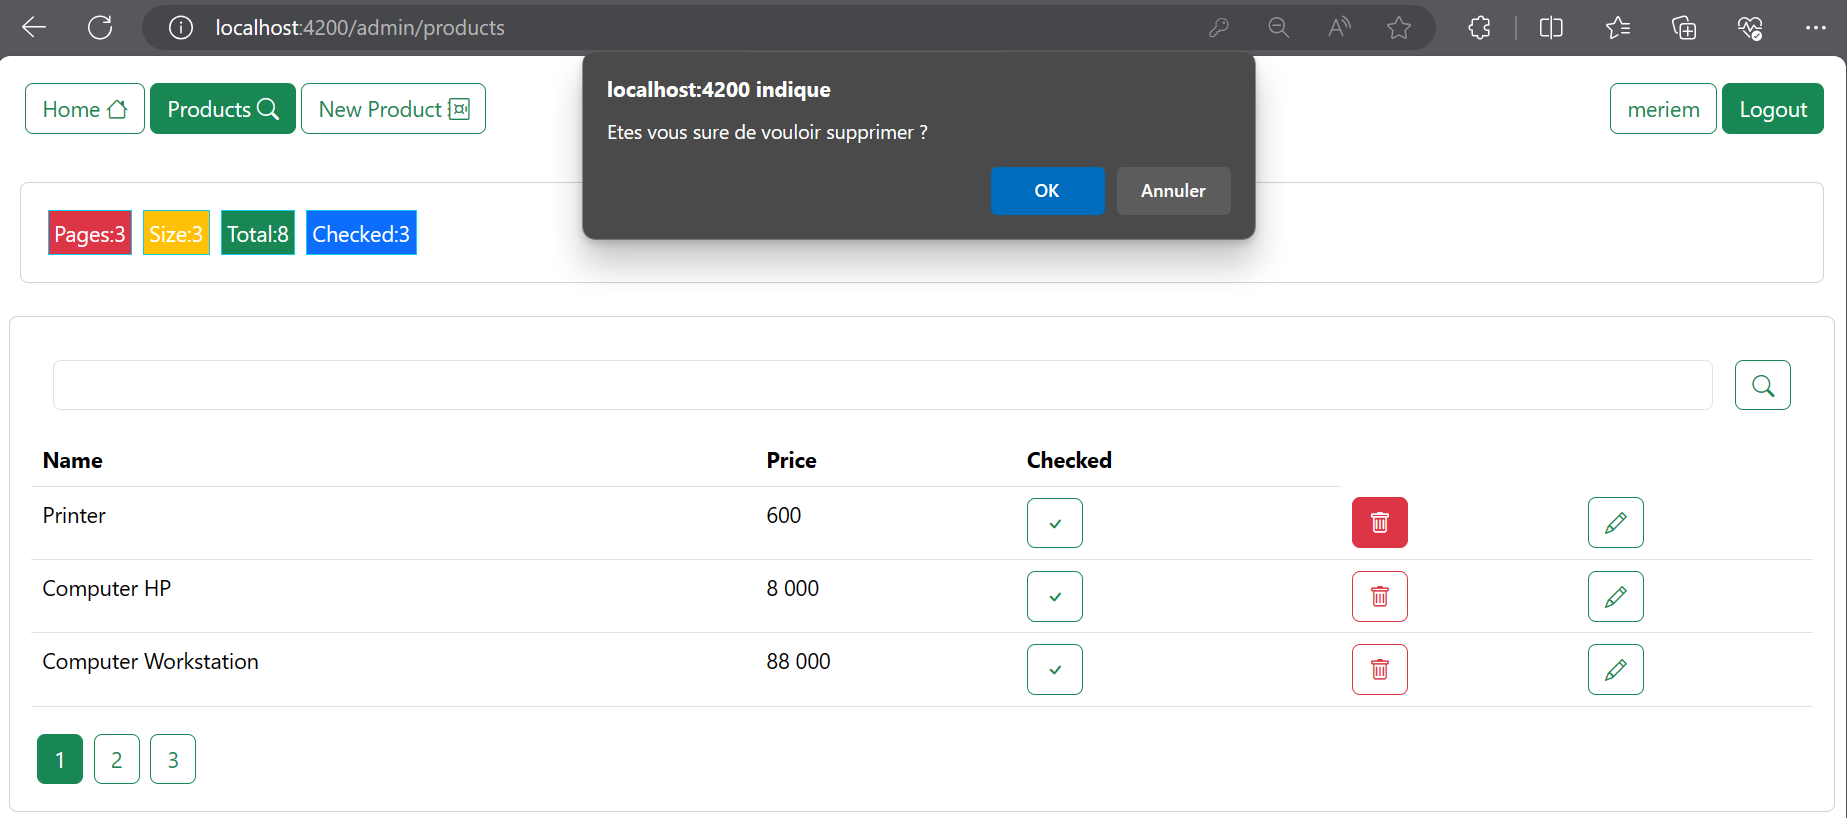 localhost:4200/admin/products
localhost:4200 indique
Etes vous sure de vouloir supprimer ?
OK Annuler
Home Products New Product meriem Logout
Pages:3 Size:3 Total:8 Checked:3
Name Price Checked
Printer 600
Computer HP 8 000
Computer Workstation 88 000
1 2 3